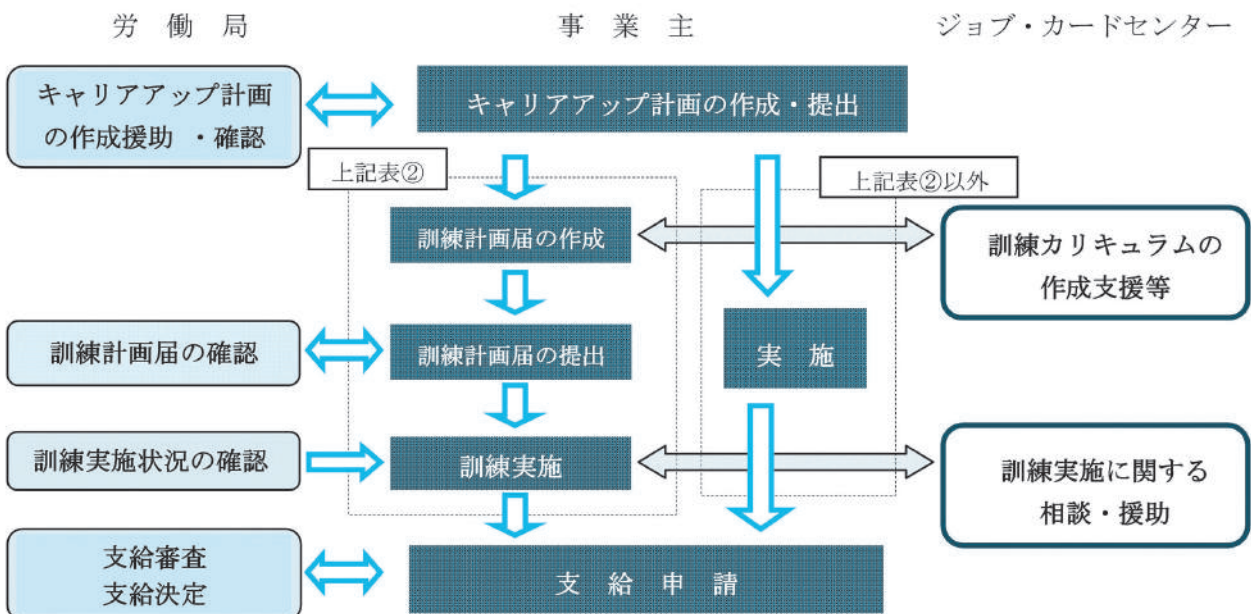 労働局
事業主
ジョブ・カードセンター
キャリアアップ計画
の作成援助 ・確認
キャリアアップ計画の作成・提出
上記表②
上記表②以外
訓練計画届の作成
訓練カリキュラムの
作成支援等
訓練計画届の確認
訓練計画届の提出
実施
訓練実施状況の確認
訓練実施
訓練実施に関する
相談・援助
支給審査
支給決定
支給申請